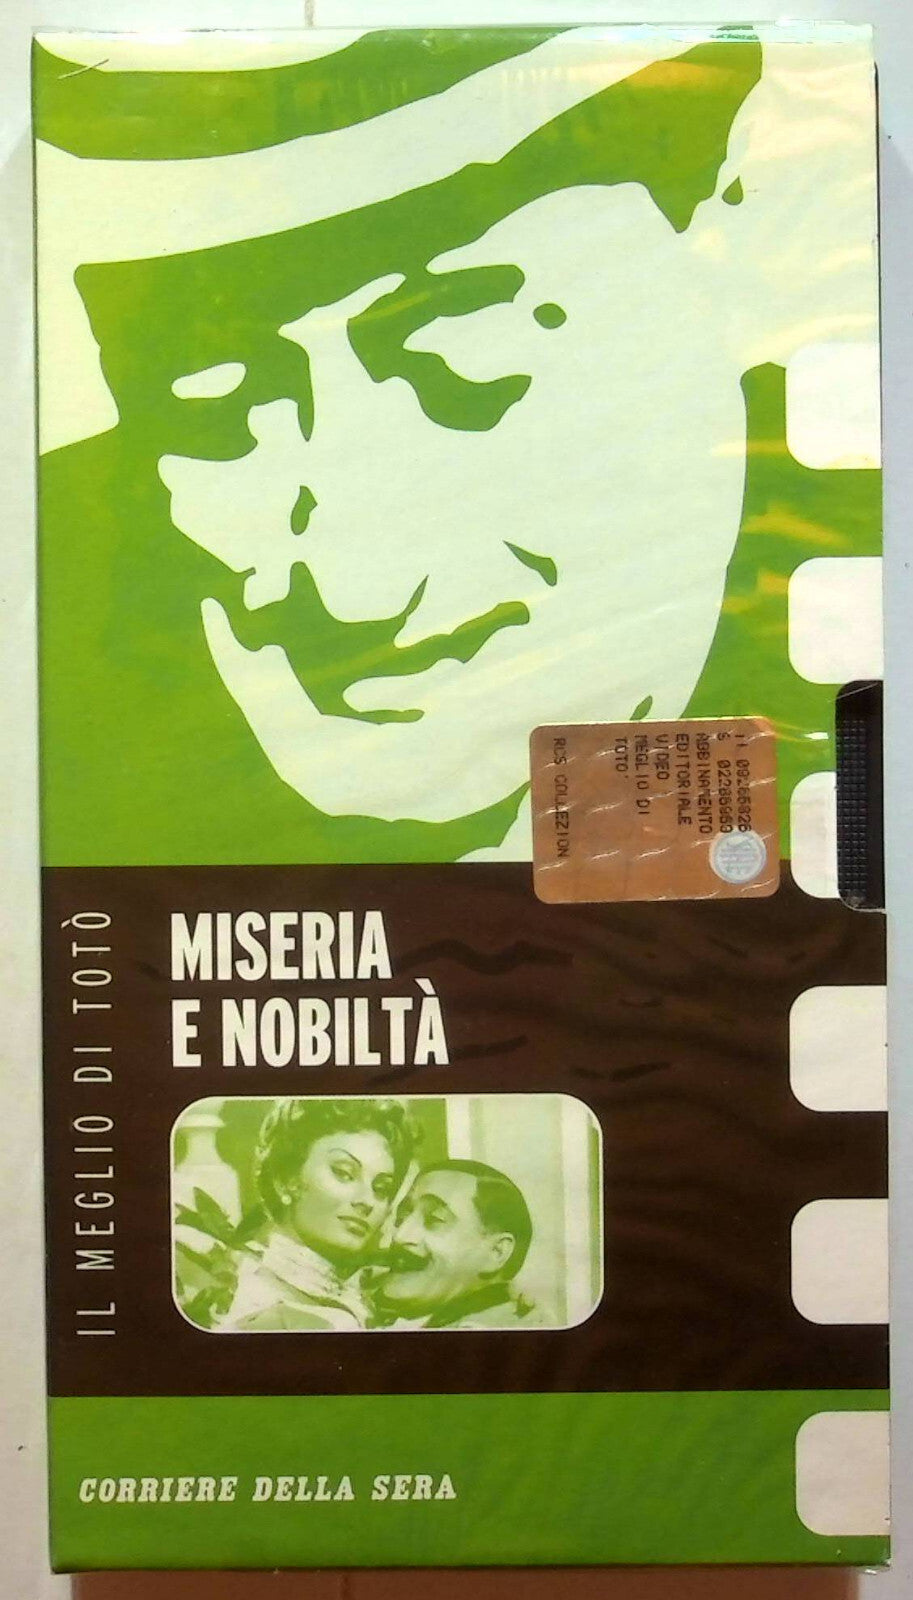 ABBINAMENTO
EDITORIALE
VIDEO
MEGLIO DI
TOTO'
RCS COLLEZION
MISERIA
E NOBILTÀ
IL MEGLIO DI TOTÒ
CORRIERE DELLA SERA